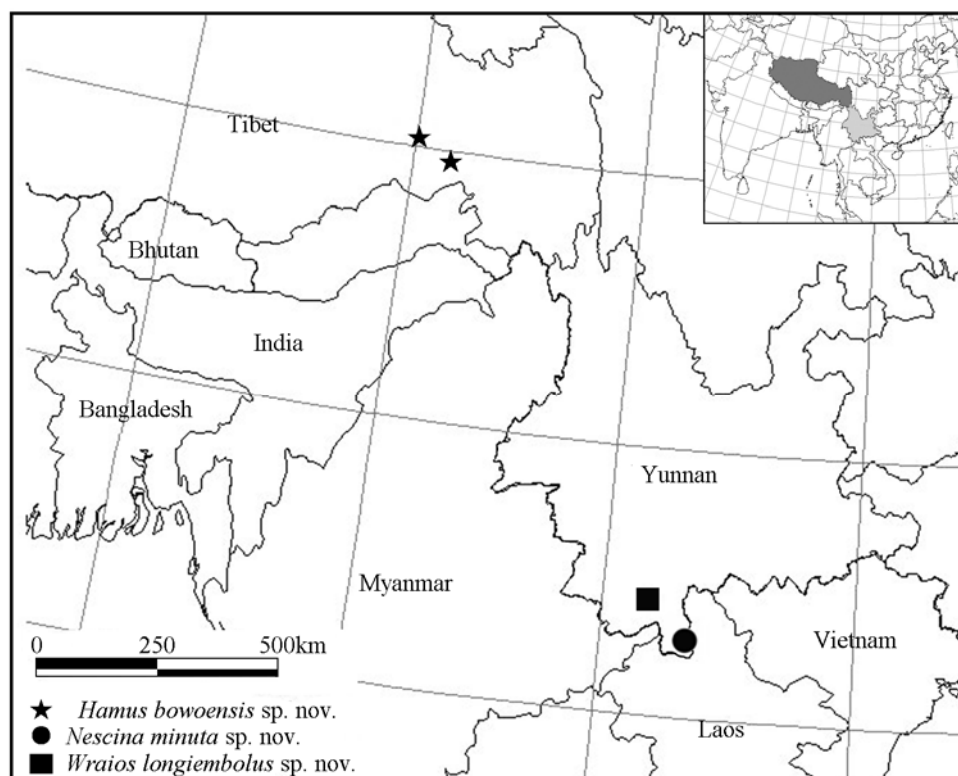 Tibet
Bhutan
India
Bangladesh
Yunnan
Myanmar
Vietnam
Laos
0 250 500km
Hamus bowoensis sp. nov.
Nescina minuta sp. nov.
Wraios longiembolus sp. nov.